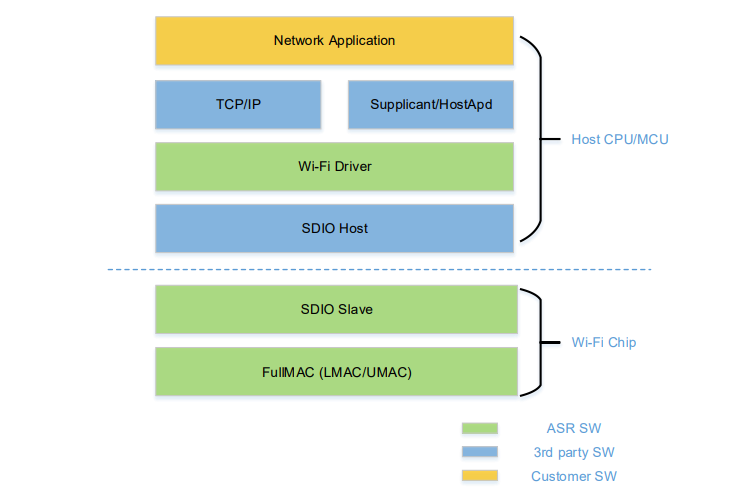 Network Application
TCP/IP
Supplicant/HostApd
Wi-Fi Driver
Host CPU/MCU
SDIO Host
SDIO Slave
Wi-Fi Chip
FullMAC (LMAC/UMAC)
ASR SW
3rd party SW
Customer SW